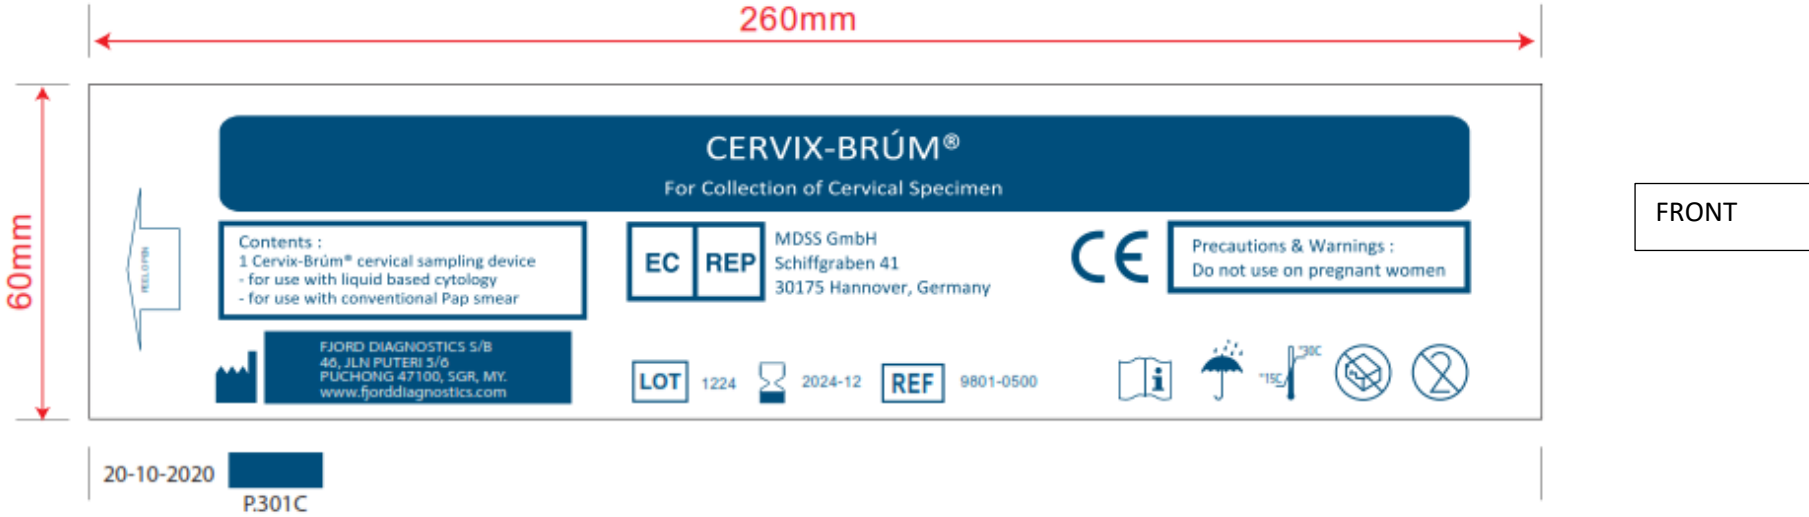 260mm
60mm
FRONT
CERVIX-BRÚM®
For Collection of Cervical Specimen
PEEL OPEN
Contents :
1 Cervix-Brúm® cervical sampling device
- for use with liquid based cytology
- for use with conventional Pap smear
EC REP
MDSS GmbH
Schiffgraben 41
30175 Hannover, Germany
CE
Precautions & Warnings :
Do not use on pregnant women
FJORD DIAGNOSTICS S/B
46, JLN PUTERI 5/6
PUCHONG 47100, SGR, MY.
www.fjorddiagnostics.com
LOT 1224
2024-12
REF 9801-0500
i
°15C
°30C
2
20-10-2020
P.301C